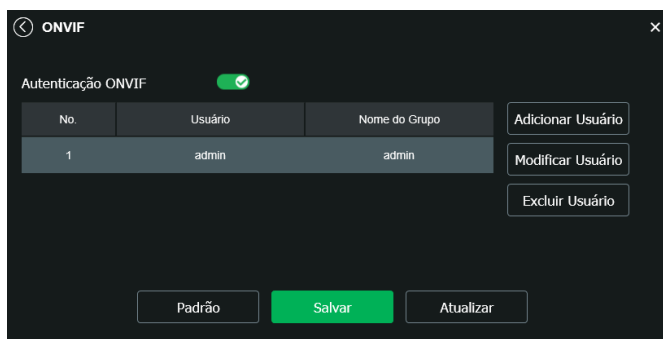 ONVIF
Autenticação ONVIF
No. Usuário Nome do Grupo Adicionar Usuário
1 admin admin Modificar Usuário
Excluir Usuário
Padrão Salvar Atualizar